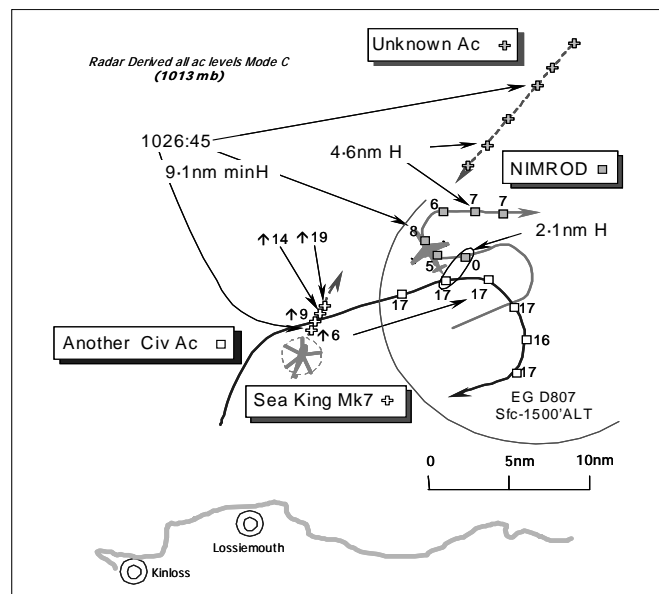 Unknown Ac
Radar Derived all ac levels Mode C
(1013 mb)
1026:45
4·6nm H
9·1nm minH
NIMROD
6
7
7
8
2·1nm H
↑14
↑19
5
0
17
17
17
17
↑9
↑6
16
Another Civ Ac
17
Sea King Mk7
EG D807
Sfc-1500'ALT
0
5nm
10nm
Lossiemouth
Kinloss